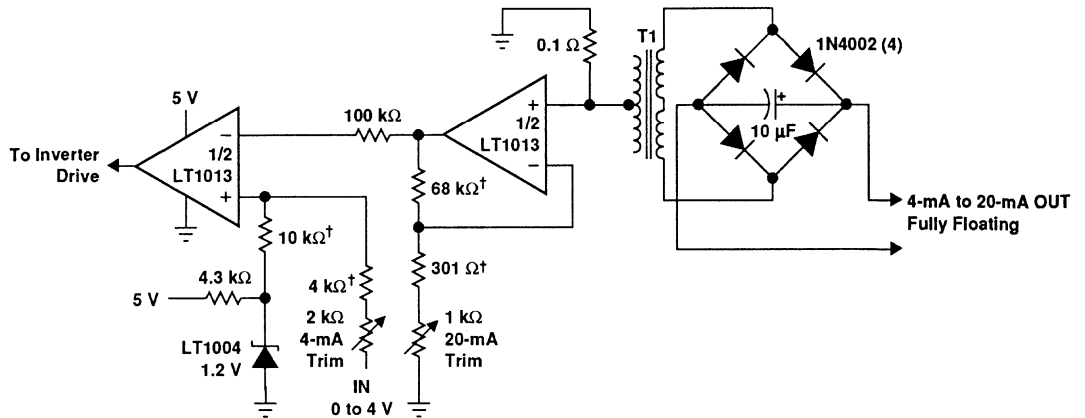 T1
0.1 Ω
1N4002 (4)
5 V
100 kΩ
+
10 μF
+
1/2
LT1013
−
−
1/2
LT1013
+
To Inverter
Drive
68 kΩ†
4-mA to 20-mA OUT
Fully Floating
10 kΩ†
4.3 kΩ
5 V
4 kΩ†
301 Ω†
2 kΩ
4-mA
Trim
1 kΩ
20-mA
Trim
LT1004
1.2 V
IN
0 to 4 V